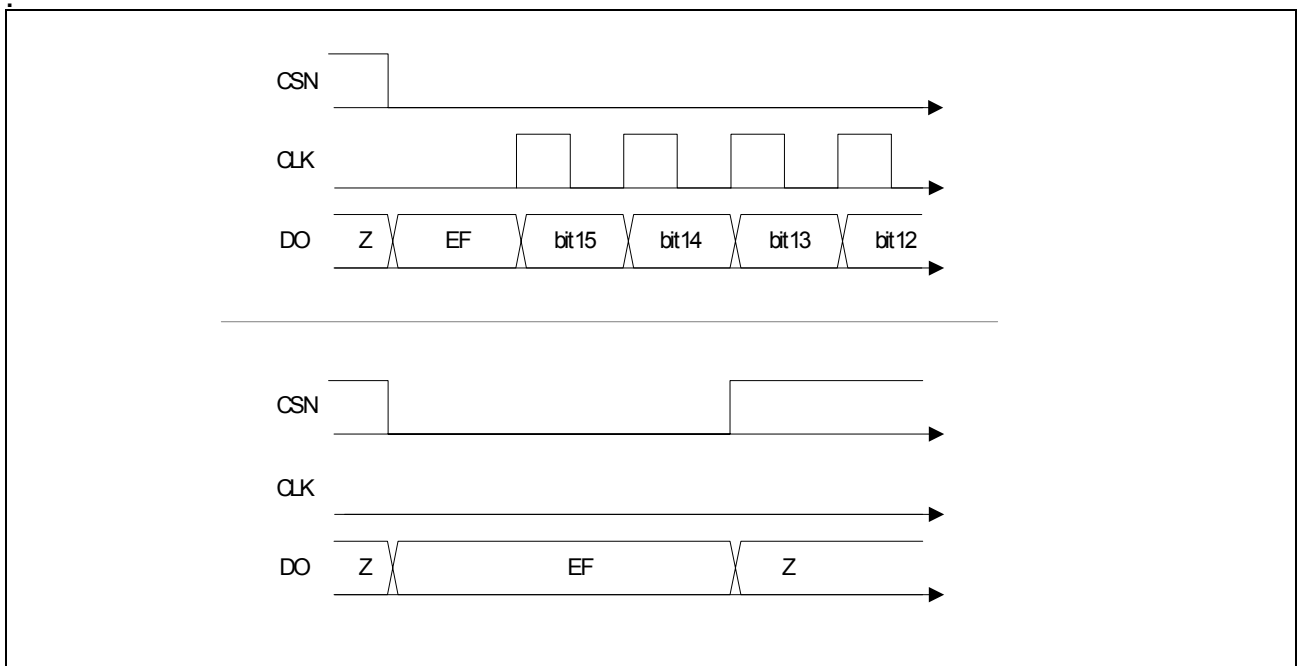 .
CSN
CLK
DO Z EF bit15 bit14 bit13 bit12
CSN
CLK
DO Z EF Z